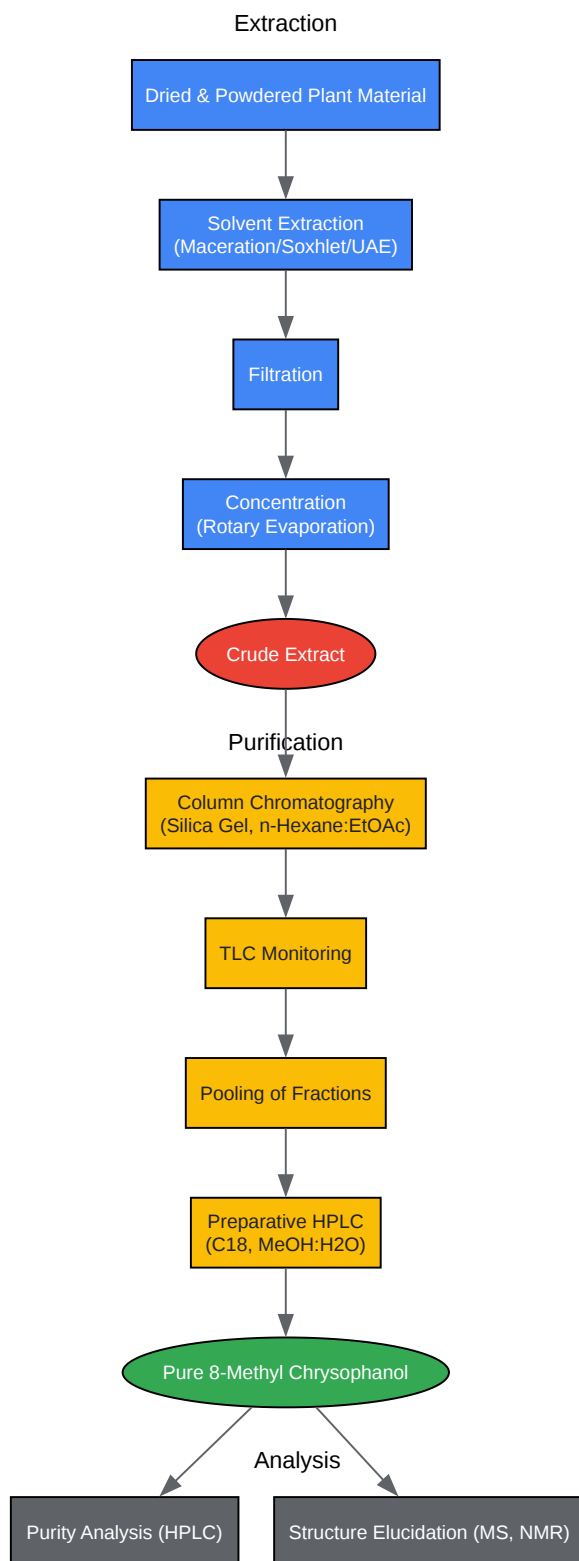 Extraction
Dried & Powdered Plant Material
Solvent Extraction
(Maceration/Soxhlet/UAE)
Filtration
Concentration
(Rotary Evaporation)
Crude Extract
Purification
Column Chromatography
(Silica Gel, n-Hexane:EtOAc)
TLC Monitoring
Pooling of Fractions
Preparative HPLC
(C18, MeOH:H2O)
Pure 8-Methyl Chrysophanol
Analysis
Purity Analysis (HPLC)
Structure Elucidation (MS, NMR)